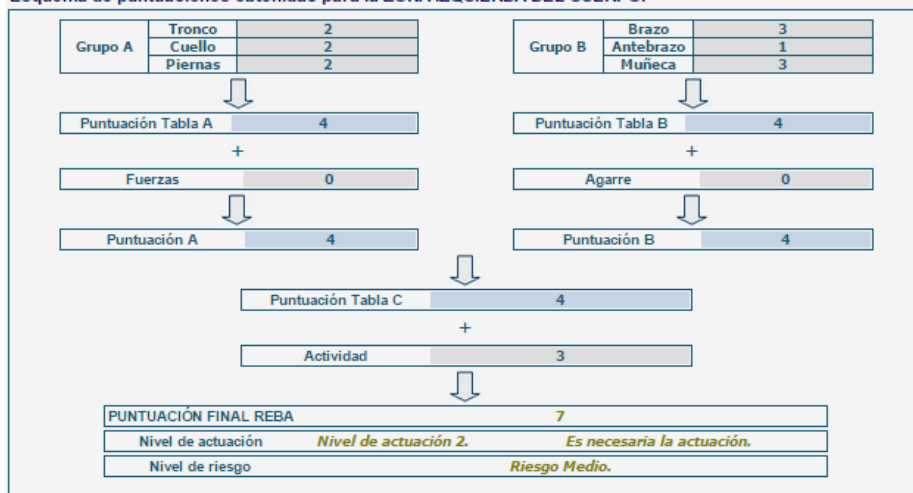 Grupo A
Tronco 2
Cuello 2
Piernas 2
Grupo B
Brazo 3
Antebrazo 1
Muñeca 3
Puntuación Tabla A 4
Puntuación Tabla B 4
+
+
Fuerzas 0
Agarre 0
Puntuación A 4
Puntuación B 4
Puntuación Tabla C 4
+
Actividad 3
PUNTUACIÓN FINAL REBA 7
Nivel de actuación Nivel de actuación 2. Es necesaria la actuación.
Nivel de riesgo Riesgo Medio.